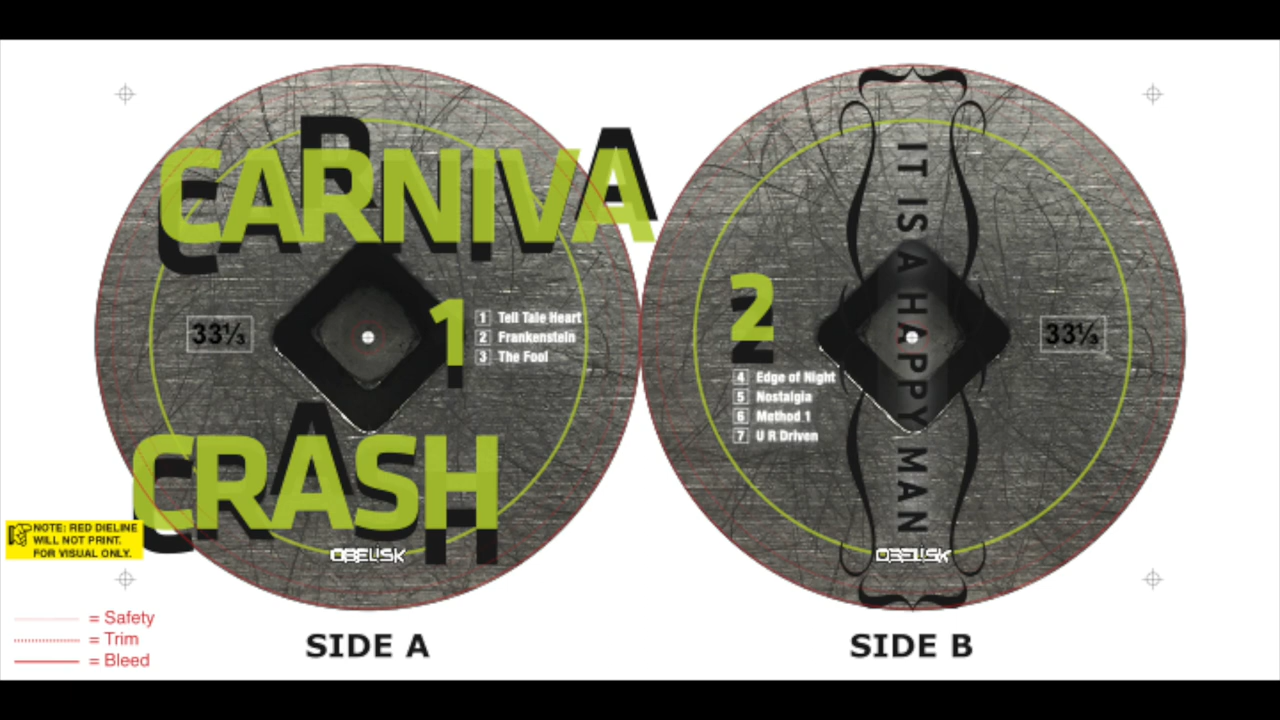 CARNIVA
33⅓
1
1 Tell Tale Heart
2 Frankenstein
3 The Fool
CRASH
OBELISK
NOTE: RED DIELINE
WILL NOT PRINT.
FOR VISUAL ONLY.
= Safety
= Trim
= Bleed
SIDE A
IT IS A HAPPY MAN
2
33⅓
4 Edge of Night
5 Nostalgia
6 Method 1
7 U R Driven
OBELISK
SIDE B